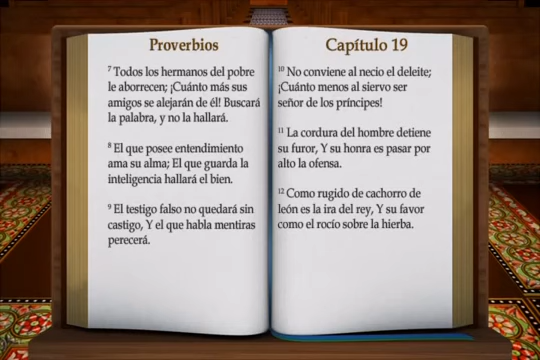 Proverbios
7 Todos los hermanos del pobre
le aborrecen; ¡Cuánto más sus
amigos se alejarán de él! Buscará
la palabra, y no la hallará.
8 El que posee entendimiento
ama su alma; El que guarda la
inteligencia hallará el bien.
9 El testigo falso no quedará sin
castigo, Y el que habla mentiras
perecerá.
Capítulo 19
10 No conviene al necio el deleite;
¡Cuánto menos al siervo ser
señor de los príncipes!
11 La cordura del hombre detiene
su furor, Y su honra es pasar por
alto la ofensa.
12 Como rugido de cachorro de
león es la ira del rey, Y su favor
como el rocío sobre la hierba.